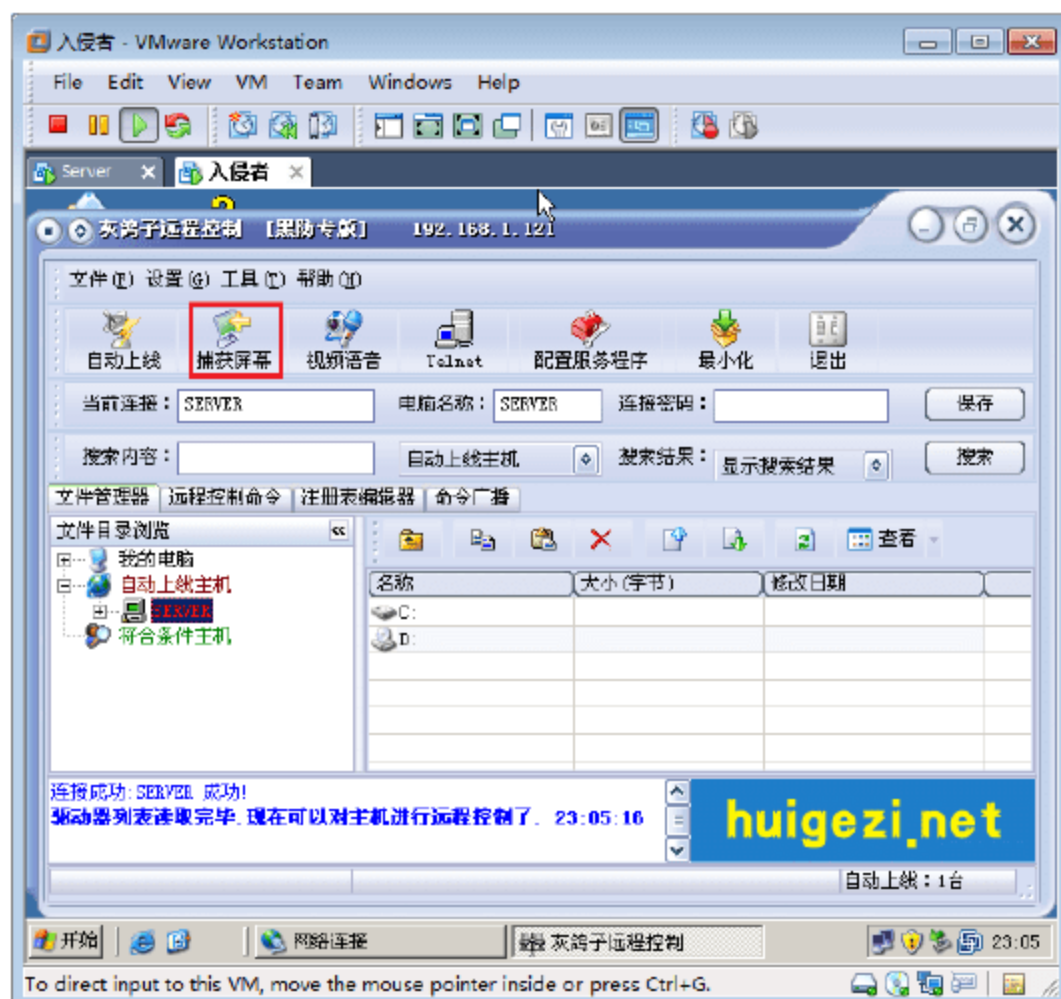 入侵者 - VMware Workstation
File Edit View VM Team Windows Help
Server 入侵者
灰鸽子远程控制 [黑防专版] 192.168.1.121
文件(F) 设置(G) 工具(T) 帮助(H)
自动上线 捕获屏幕 视频语音 Telnet 配置服务程序 最小化 退出
当前连接: SERVER 电脑名称: SERVER 连接密码: 保存
搜索内容: 自动上线主机 搜索结果: 显示搜索结果 搜索
文件管理器 远程控制命令 注册表编辑器 命令广播
文件目录浏览 查看
我的电脑
自动上线主机 名称 大小(字节) 修改日期
SERVER C:
符合条件主机 D:
连接成功:SERVER 成功!
驱动器列表读取完毕.现在可以对主机进行远程控制了. 23:05:16
huigezi.net
自动上线:1台
开始 网络连接 灰鸽子远程控制 23:05
To direct input to this VM, move the mouse pointer inside or press Ctrl+G.